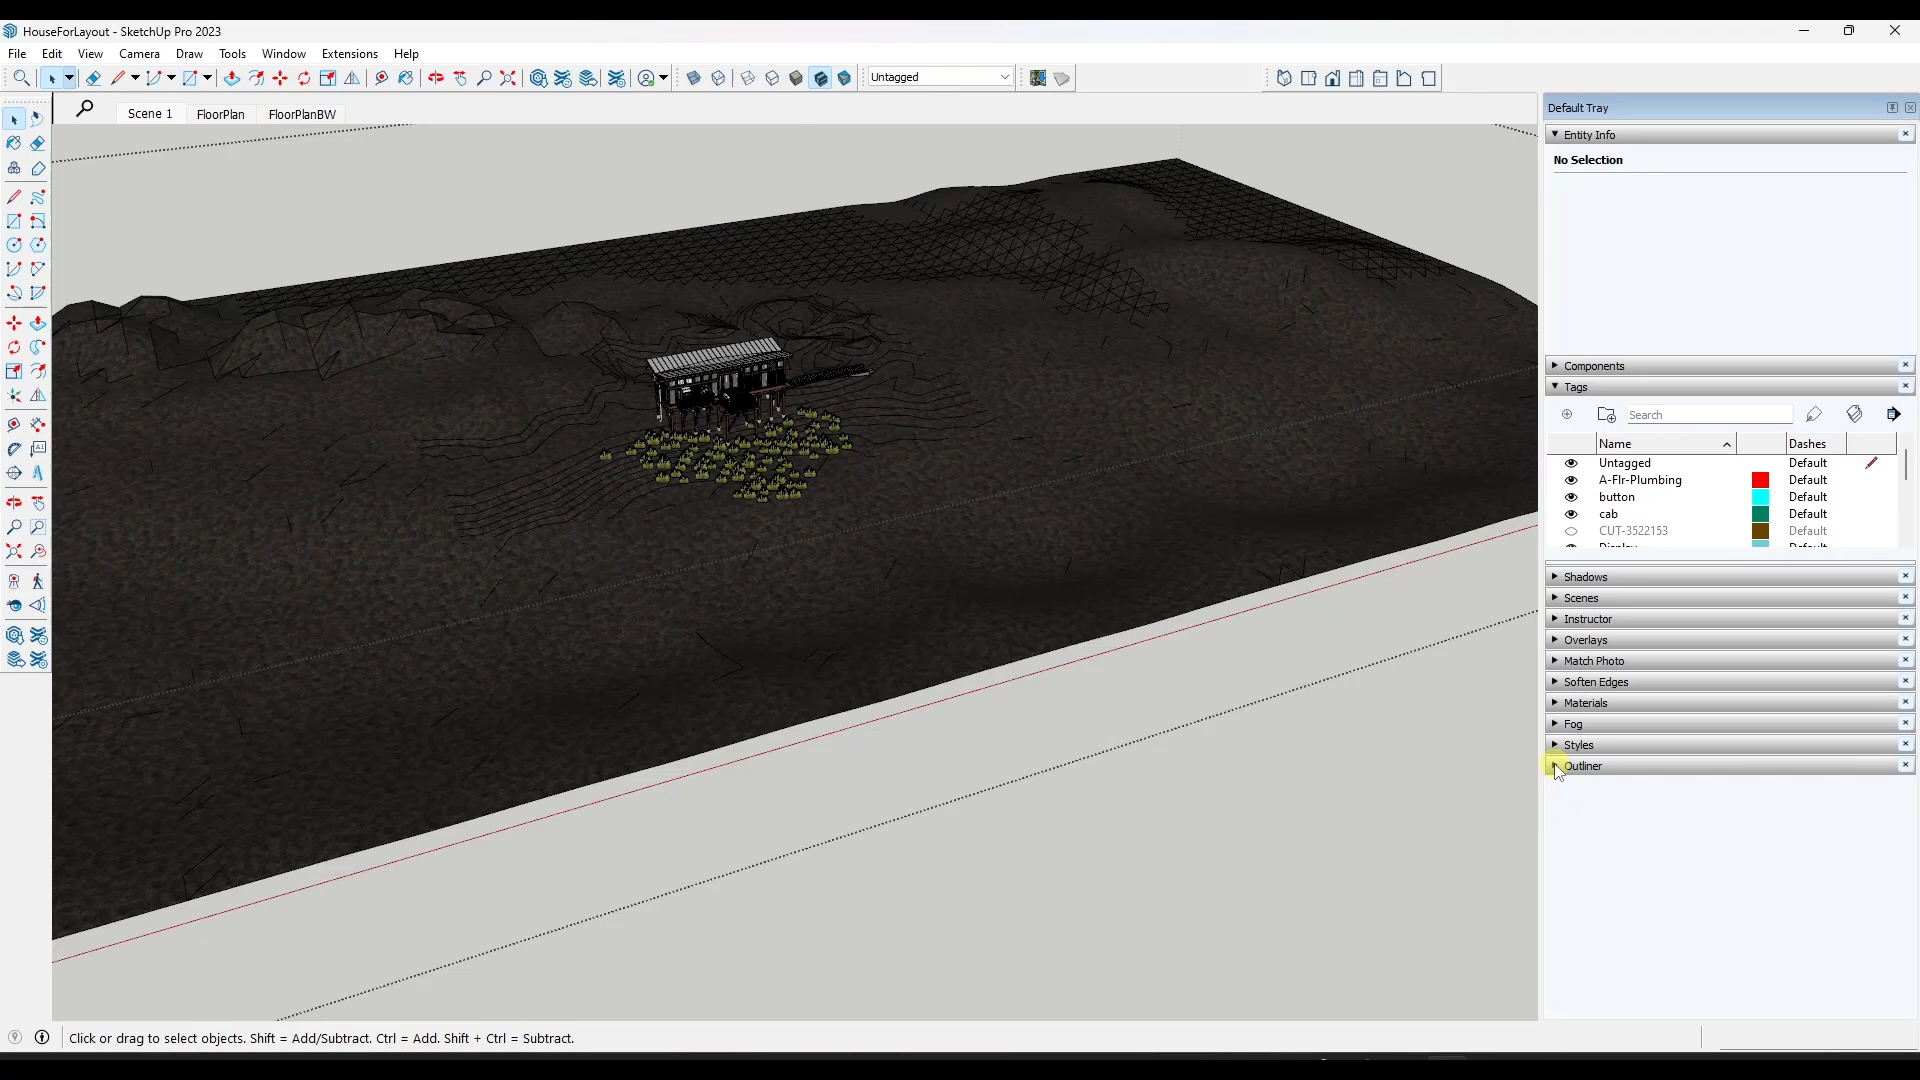 HouseForLayout - SketchUp Pro 2023
File Edit View Camera Draw Tools Window Extensions Help
Untagged
Scene 1 FloorPlan FloorPlanBW
Default Tray
Entity Info
No Selection
Components
Tags
Search
Name Dashes
Untagged Default
A-Flr-Plumbing Default
button Default
cab Default
CUT-3522153 Default
Display Default
Shadows
Scenes
Instructor
Overlays
Match Photo
Soften Edges
Materials
Fog
Styles
Outliner
Click or drag to select objects. Shift = Add/Subtract. Ctrl = Add. Shift + Ctrl = Subtract.